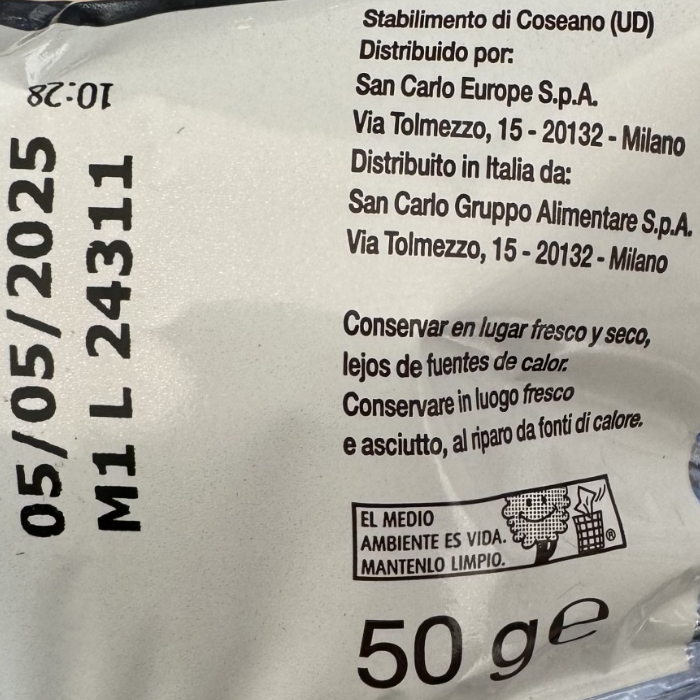 Stabilimento di Coseano (UD)
Distribuido por:
San Carlo Europe S.p.A.
Via Tolmezzo, 15 - 20132 - Milano
Distribuito in Italia da:
San Carlo Gruppo Alimentare S.p.A.
Via Tolmezzo, 15 - 20132 - Milano
Conservar en lugar fresco y seco,
lejos de fuentes de calor.
Conservare in luogo fresco
e asciutto, al riparo da fonti di calore.
EL MEDIO
AMBIENTE ES VIDA.
MANTENLO LIMPIO.
®
50 g e
10:28
05/05/2025
M1 L 24311